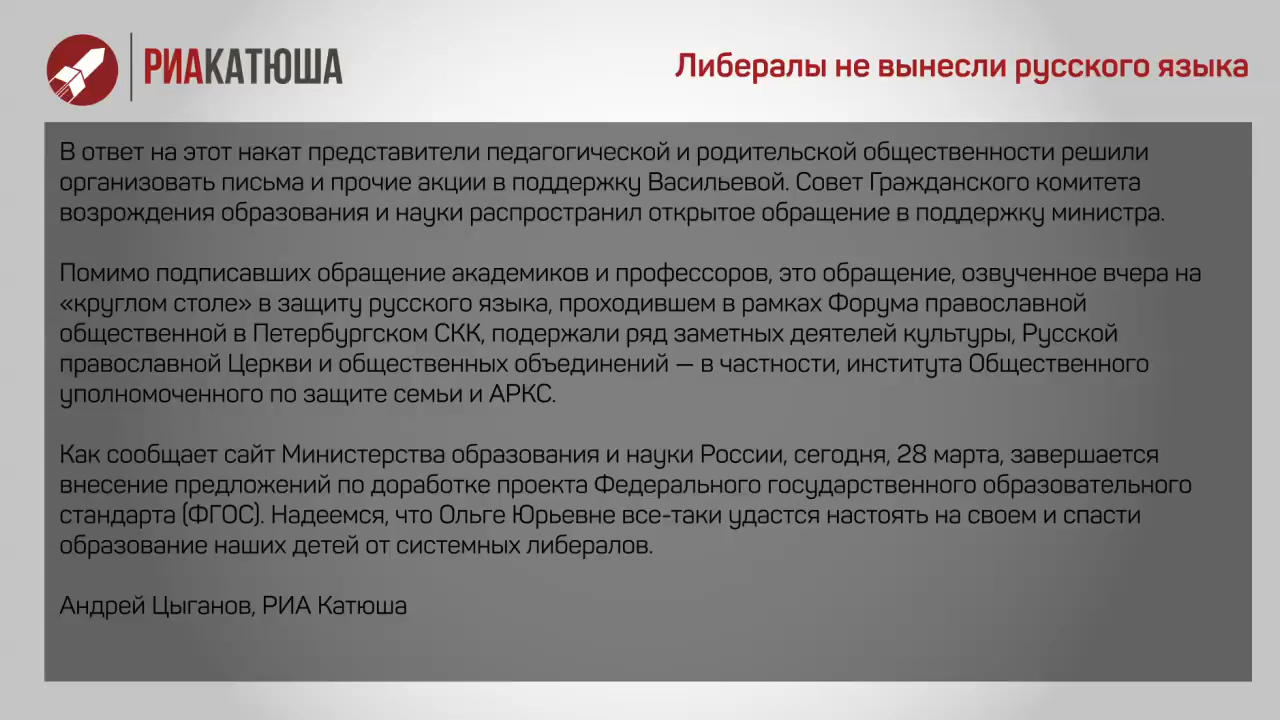 РИАКАТЮША
Либералы не вынесли русского языка
В ответ на этот накат представители педагогической и родительской общественности решили
организовать письма и прочие акции в поддержку Васильевой. Совет Гражданского комитета
возрождения образования и науки распространил открытое обращение в поддержку министра.
Помимо подписавших обращение академиков и профессоров, это обращение, озвученное вчера на
«круглом столе» в защиту русского языка, проходившем в рамках Форума православной
общественной в Петербургском СКК, подержали ряд заметных деятелей культуры, Русской
православной Церкви и общественных объединений — в частности, института Общественного
уполномоченного по защите семьи и АРКС.
Как сообщает сайт Министерства образования и науки России, сегодня, 28 марта, завершается
внесение предложений по доработке проекта Федерального государственного образовательного
стандарта (ФГОС). Надеемся, что Ольге Юрьевне все-таки удастся настоять на своем и спасти
образование наших детей от системных либералов.
Андрей Цыганов, РИА Катюша